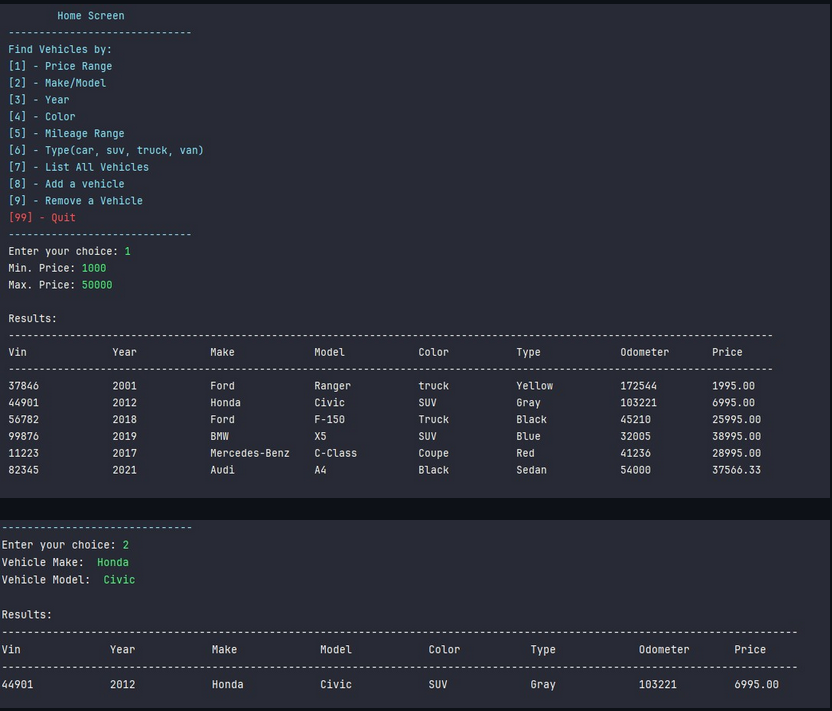 Home Screen
------------------------------
Find Vehicles by:
[1] - Price Range
[2] - Make/Model
[3] - Year
[4] - Color
[5] - Mileage Range
[6] - Type(car, suv, truck, van)
[7] - List All Vehicles
[8] - Add a vehicle
[9] - Remove a Vehicle
[99] - Quit
------------------------------
Enter your choice: 1
Min. Price: 1000
Max. Price: 50000
Results:
-----------------------------------------------------------------------------------------------------------------------------
Vin Year Make Model Color Type Odometer Price
-----------------------------------------------------------------------------------------------------------------------------
37846 2001 Ford Ranger truck Yellow 172544 1995.00
44901 2012 Honda Civic SUV Gray 103221 6995.00
56782 2018 Ford F-150 Truck Black 45210 25995.00
99876 2019 BMW X5 SUV Blue 32005 38995.00
11223 2017 Mercedes-Benz C-Class Coupe Red 41236 28995.00
82345 2021 Audi A4 Black Sedan 54000 37566.33
------------------------------
Enter your choice: 2
Vehicle Make: Honda
Vehicle Model: Civic
Results:
-----------------------------------------------------------------------------------------------------------------------------
Vin Year Make Model Color Type Odometer Price
-----------------------------------------------------------------------------------------------------------------------------
44901 2012 Honda Civic SUV Gray 103221 6995.00